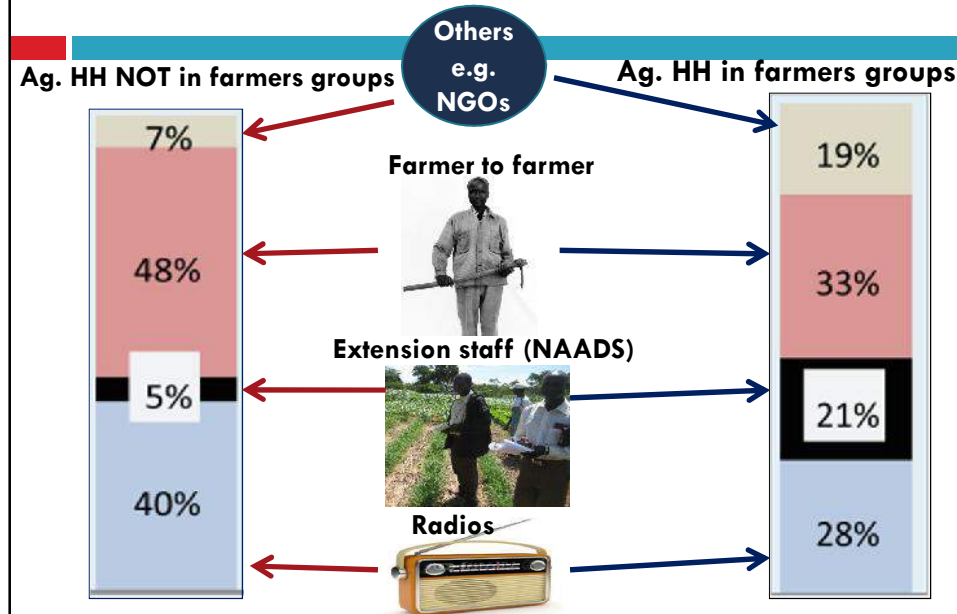 Others
e.g.
NGOs
Ag. HH NOT in farmers groups
Ag. HH in farmers groups
7%
48%
5%
40%
Farmer to farmer
Extension staff (NAADS)
Radios
19%
33%
21%
28%